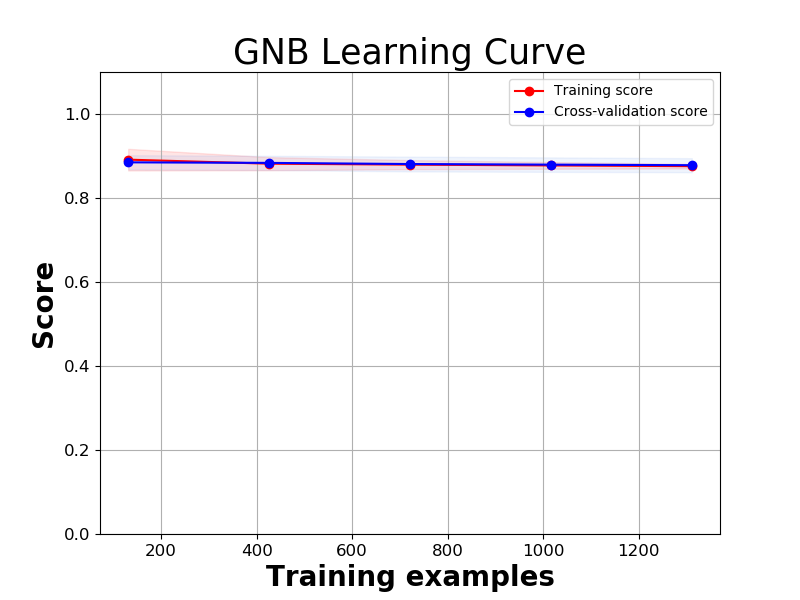 GNB Learning Curve
Training score
Cross-validation score
1.0
0.8
0.6
0.4
0.2
0.0
Score
200 400 600 800 1000 1200
Training examples